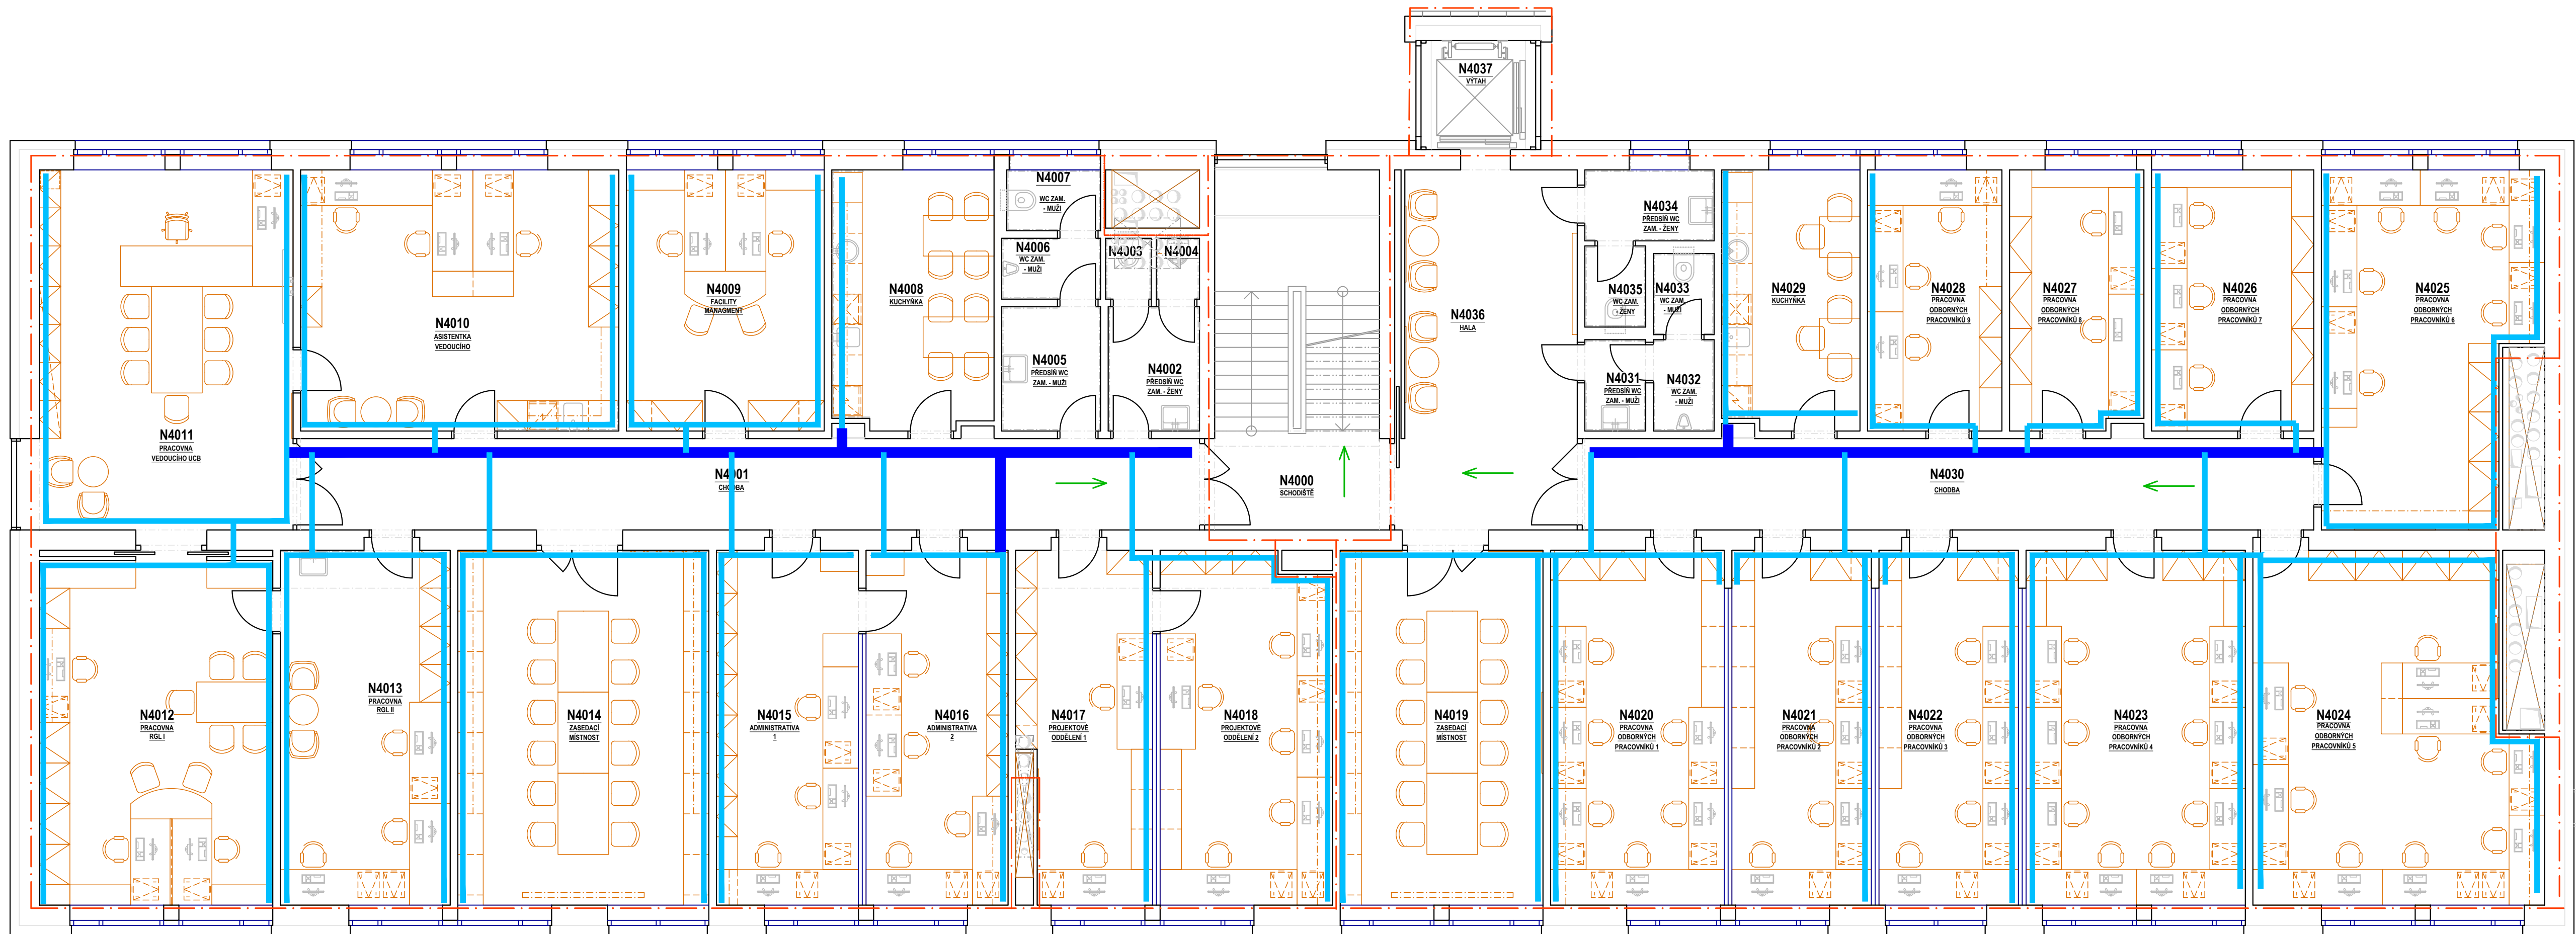 N4037
VÝTAH
N4007
WC ZAM.
- MUŽI
N4006
WC ZAM.
- MUŽI
N4003
N4004
N4034
PŘEDSÍŇ WC
ZAM. - ŽENY
N4010
ASISTENTKA
VEDOUCÍHO
N4009
FACILITY
MANAGMENT
N4008
KUCHYŇKA
N4036
HALA
N4035
WC ZAM.
- ŽENY
N4033
WC ZAM.
- MUŽI
N4029
KUCHYŇKA
N4028
PRACOVNA
ODBORNÝCH
PRACOVNÍKŮ 9
N4027
PRACOVNA
ODBORNÝCH
PRACOVNÍKŮ 8
N4026
PRACOVNA
ODBORNÝCH
PRACOVNÍKŮ 7
N4025
PRACOVNA
ODBORNÝCH
PRACOVNÍKŮ 6
N4005
PŘEDSÍŇ WC
ZAM. - MUŽI
N4002
PŘEDSÍŇ WC
ZAM. - ŽENY
N4031
PŘEDSÍŇ WC
ZAM. - MUŽI
N4032
WC ZAM.
- MUŽI
N4011
PRACOVNA
VEDOUCÍHO UCB
N4001
CHODBA
N4000
SCHODIŠTĚ
N4030
CHODBA
N4012
PRACOVNA
RGL I
N4013
PRACOVNA
RGL II
N4014
ZASEDACÍ
MÍSTNOST
N4015
ADMINISTRATIVA
1
N4016
ADMINISTRATIVA
2
N4017
PROJEKTOVÉ
ODDĚLENÍ 1
N4018
PROJEKTOVÉ
ODDĚLENÍ 2
N4019
ZASEDACÍ
MÍSTNOST
N4020
PRACOVNA
ODBORNÝCH
PRACOVNÍKŮ 1
N4021
PRACOVNA
ODBORNÝCH
PRACOVNÍKŮ 2
N4022
PRACOVNA
ODBORNÝCH
PRACOVNÍKŮ 3
N4023
PRACOVNA
ODBORNÝCH
PRACOVNÍKŮ 4
N4024
PRACOVNA
ODBORNÝCH
PRACOVNÍKŮ 5